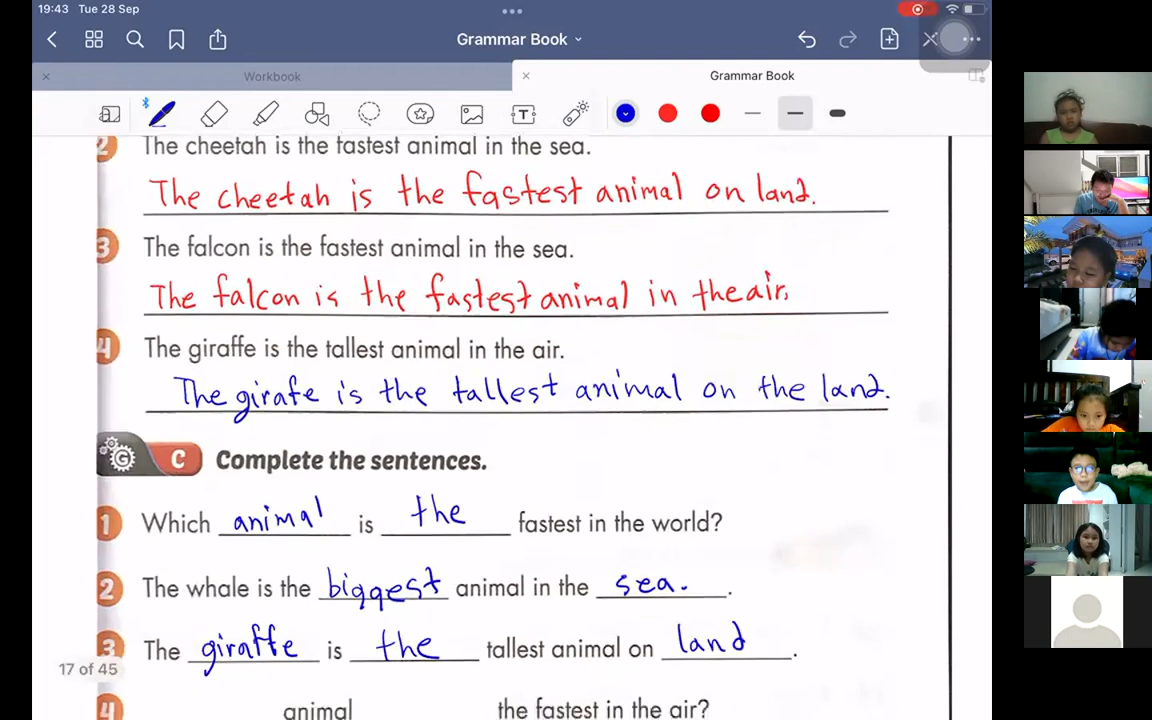 19:43 Tue 28 Sep
Grammar Book
Workbook
Grammar Book
2 The cheetah is the fastest animal in the sea.
The cheetah is the fastest animal on land.
3 The falcon is the fastest animal in the sea.
The falcon is the fastest animal in the air.
4 The giraffe is the tallest animal in the air.
The girafe is the tallest animal on the land.
G C Complete the sentences.
1 Which animal is the fastest in the world?
2 The whale is the biggest animal in the sea. .
3 The giraffe is the tallest animal on land .
17 of 45
4 animal the fastest in the air?